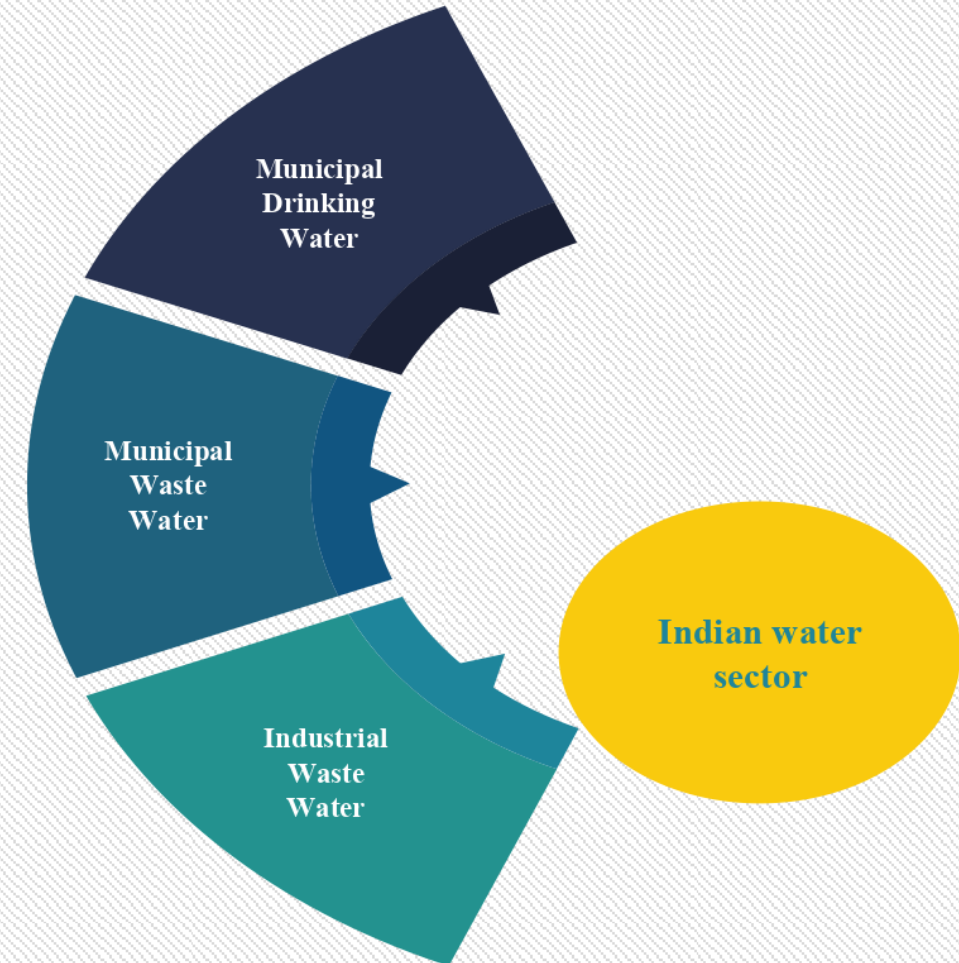 Municipal
Drinking
Water
Municipal
Waste
Water
Industrial
Waste
Water
Indian water
sector